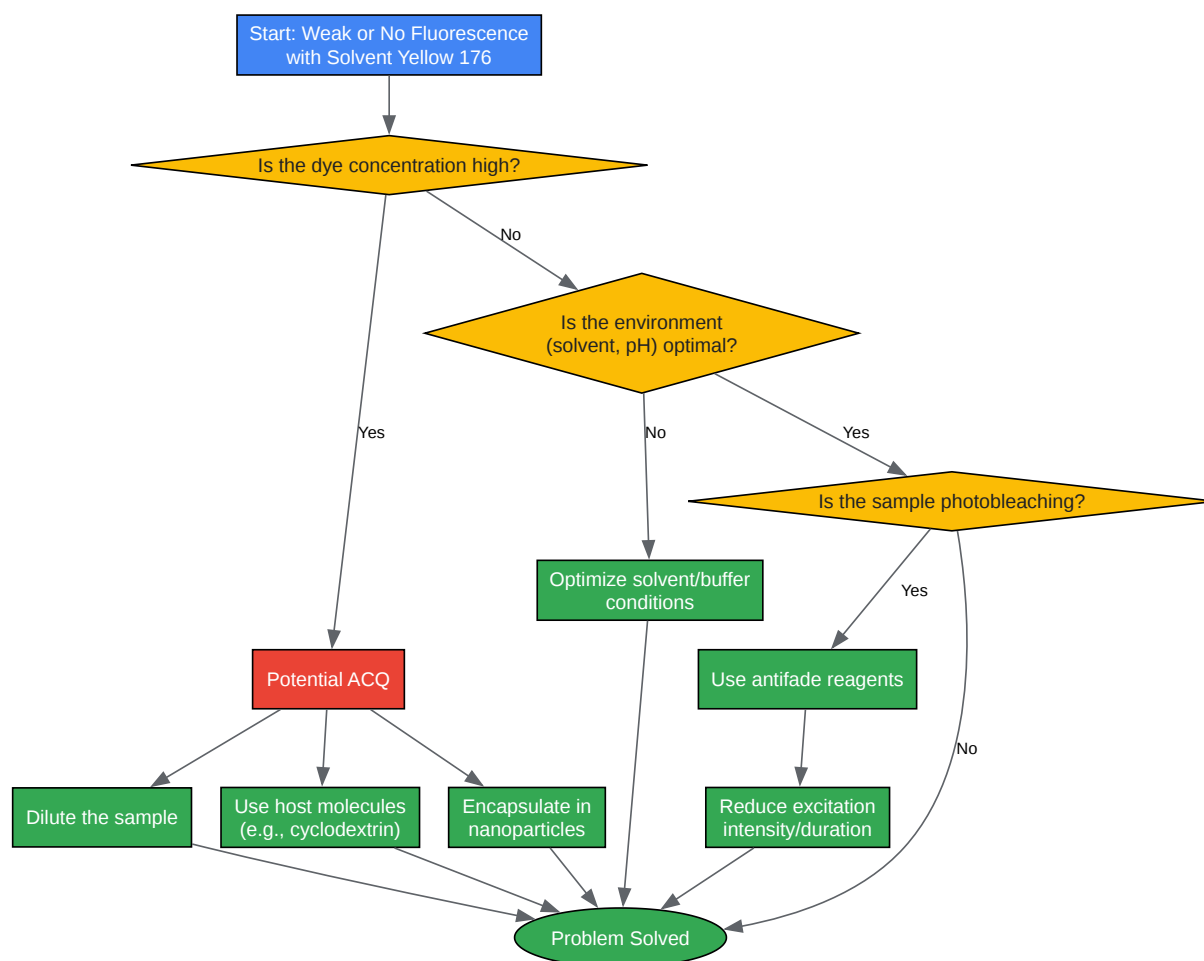 Start: Weak or No Fluorescence
with Solvent Yellow 176
Is the dye concentration high?
No
Is the environment
(solvent, pH) optimal?
Yes
No
Yes
Is the sample photobleaching?
Optimize solvent/buffer
conditions
Yes
Potential ACQ
Use antifade reagents
No
Dilute the sample
Use host molecules
(e.g., cyclodextrin)
Encapsulate in
nanoparticles
Reduce excitation
intensity/duration
Problem Solved